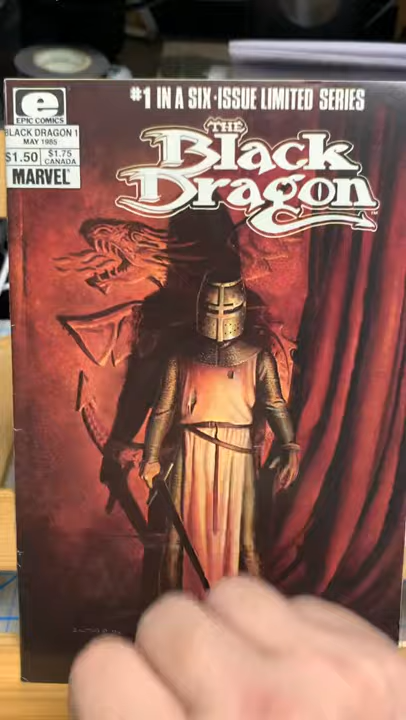 #1 IN A SIX-ISSUE LIMITED SERIES
e
EPIC COMICS
BLACK DRAGON 1
MAY 1985
$1.50
$1.75
CANADA
MARVEL
THE
Black
Dragon
TM